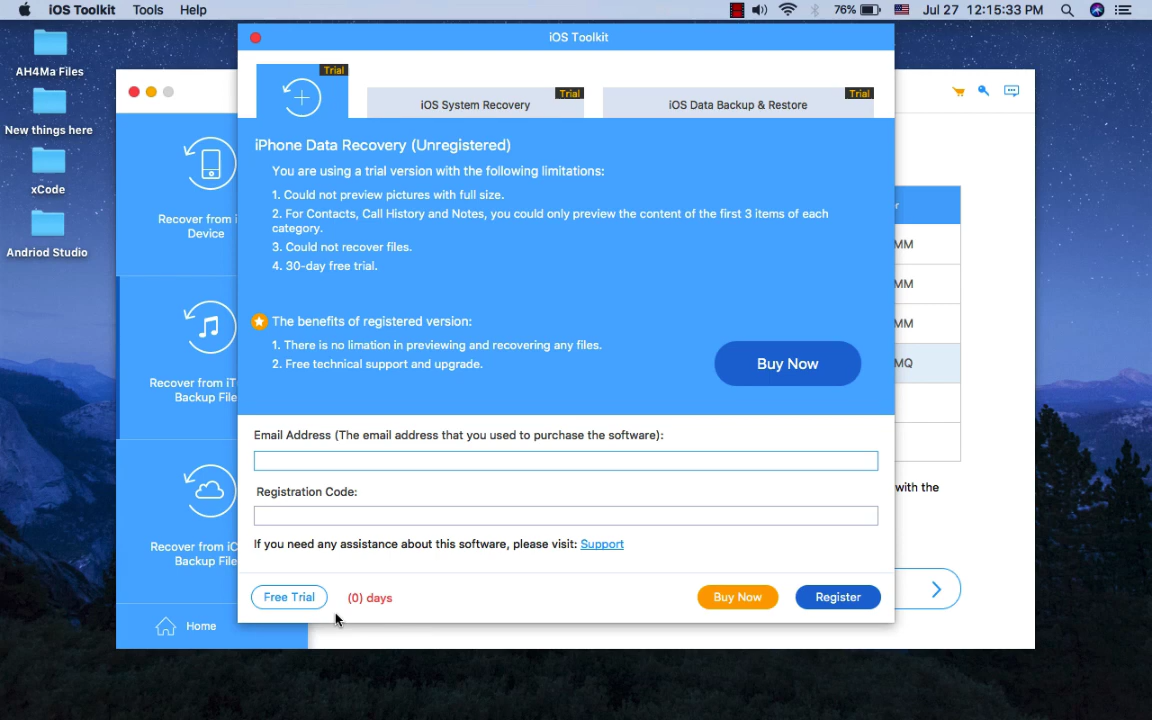 iOS Toolkit Tools Help 76% Jul 27 12:15:33 PM
AH4Ma Files
New things here
xCode
Andriod Studio
iOS Toolkit
Trial
iOS System Recovery Trial
iOS Data Backup & Restore Trial
iPhone Data Recovery (Unregistered)
You are using a trial version with the following limitations:
1. Could not preview pictures with full size.
2. For Contacts, Call History and Notes, you could only preview the content of the first 3 items of each
category.
3. Could not recover files.
4. 30-day free trial.
The benefits of registered version:
1. There is no limation in previewing and recovering any files.
2. Free technical support and upgrade.
Buy Now
Email Address (The email address that you used to purchase the software):
Registration Code:
If you need any assistance about this software, please visit: Support
Free Trial (0) days Buy Now Register
Recover from i
Device
Recover from iT
Backup File
Recover from iC
Backup File
Home
r
MM
MM
MM
MQ
with the